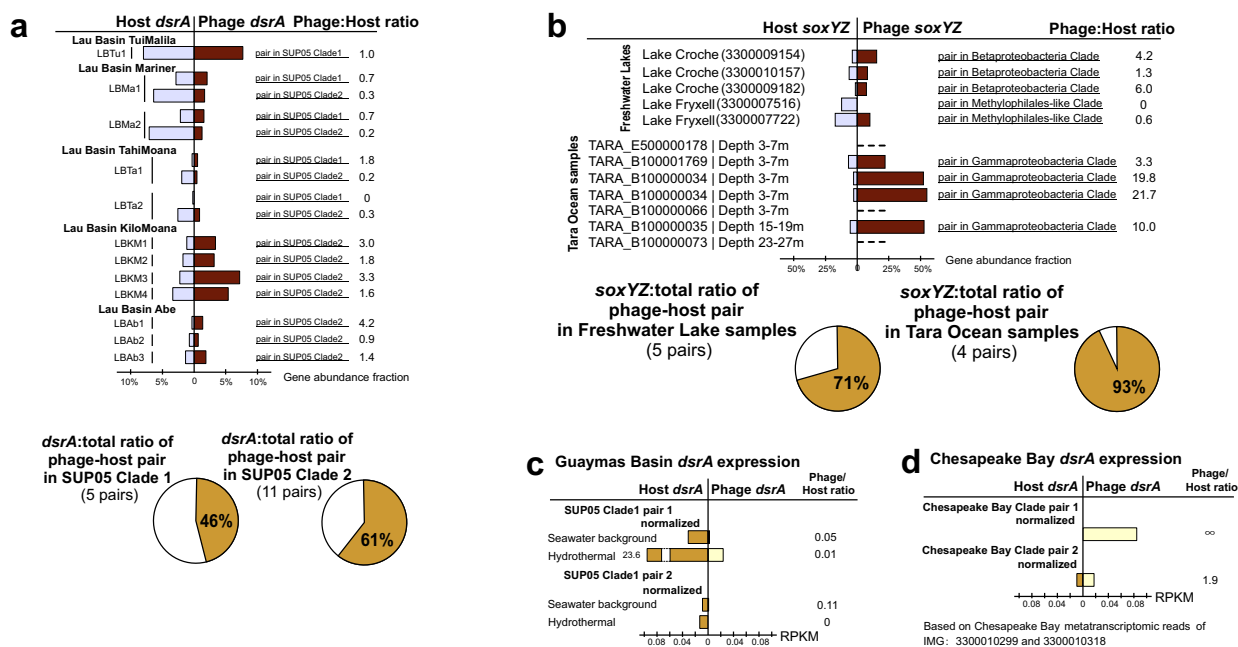 a
Host dsrA Phage dsrA Phage:Host ratio
Lau Basin TuiMalila
LBTu1 pair in SUP05 Clade1 1.0
Lau Basin Mariner
pair in SUP05 Clade1 0.7
LBMa1
pair in SUP05 Clade2 0.3
pair in SUP05 Clade1 0.7
LBMa2
pair in SUP05 Clade2 0.2
Lau Basin TahiMoana
pair in SUP05 Clade1 1.8
LBTa1
pair in SUP05 Clade2 0.2
pair in SUP05 Clade1 0
LBTa2
pair in SUP05 Clade2 0.3
Lau Basin KiloMoana
LBKM1 pair in SUP05 Clade2 3.0
LBKM2 pair in SUP05 Clade2 1.8
LBKM3 pair in SUP05 Clade2 3.3
LBKM4 pair in SUP05 Clade2 1.6
Lau Basin Abe
LBAb1 pair in SUP05 Clade2 4.2
LBAb2 pair in SUP05 Clade2 0.9
LBAb3 pair in SUP05 Clade2 1.4
10% 5% 0 5% 10% Gene abundance fraction
dsrA:total ratio of
phage-host pair
in SUP05 Clade 1
(5 pairs)
46%
dsrA:total ratio of
phage-host pair
in SUP05 Clade 2
(11 pairs)
61%
b
Host soxYZ Phage soxYZ Phage:Host ratio
Freshwater Lakes
Lake Croche (3300009154) pair in Betaproteobacteria Clade 4.2
Lake Croche (3300010157) pair in Betaproteobacteria Clade 1.3
Lake Croche (3300009182) pair in Betaproteobacteria Clade 6.0
Lake Fryxell (3300007516) pair in Methylophilales-like Clade 0
Lake Fryxell (3300007722) pair in Methylophilales-like Clade 0.6
Tara Ocean samples
TARA_E500000178 | Depth 3-7m
TARA_B100001769 | Depth 3-7m pair in Gammaproteobacteria Clade 3.3
TARA_B100000034 | Depth 3-7m pair in Gammaproteobacteria Clade 19.8
TARA_B100000034 | Depth 3-7m pair in Gammaproteobacteria Clade 21.7
TARA_B100000066 | Depth 3-7m
TARA_B100000035 | Depth 15-19m pair in Gammaproteobacteria Clade 10.0
TARA_B100000073 | Depth 23-27m
50% 5% 0 5% 50% Gene abundance fraction
soxYZ:total ratio of
phage-host pair
in Freshwater Lake samples
(5 pairs)
71%
soxYZ:total ratio of
phage-host pair
in Tara Ocean samples
(4 pairs)
93%
c
Guaymas Basin dsrA expression
Host dsrA Phage dsrA Phage/
Host ratio
SUP05 Clade1 pair 1
normalized
Seawater background 0.05
Hydrothermal 23.6 0.01
SUP05 Clade1 pair 2
normalized
Seawater background 0.11
Hydrothermal 0
0.08 0.04 0 0.04 0.08 RPKM
d
Chesapeake Bay dsrA expression
Host dsrA Phage dsrA Phage/
Host ratio
Chesapeake Bay Clade pair 1
normalized
∞
Chesapeake Bay Clade pair 2
normalized
1.9
0.08 0.04 0 0.04 0.08 RPKM
Based on Chesapeake Bay metatranscriptomic reads of
IMG: 3300010299 and 3300010318